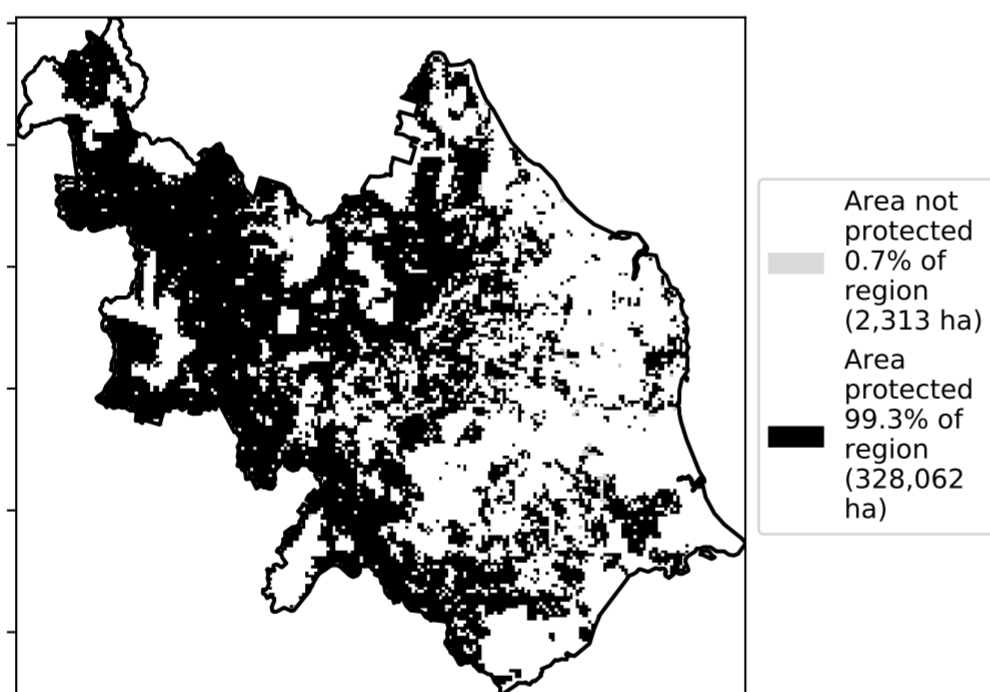 Area not
protected
0.7% of
region
(2,313 ha)
Area
protected
99.3% of
region
(328,062
ha)